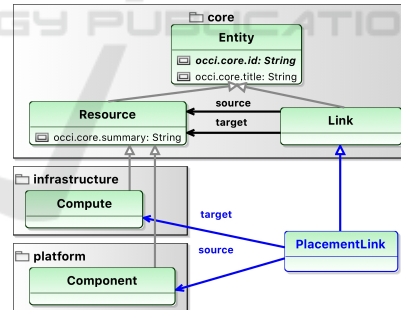 core
Entity
occi.core.id: String
occi.core.title: String
Resource
occi.core.summary: String
source
target
Link
infrastructure
Compute
target
source
PlacementLink
platform
Component